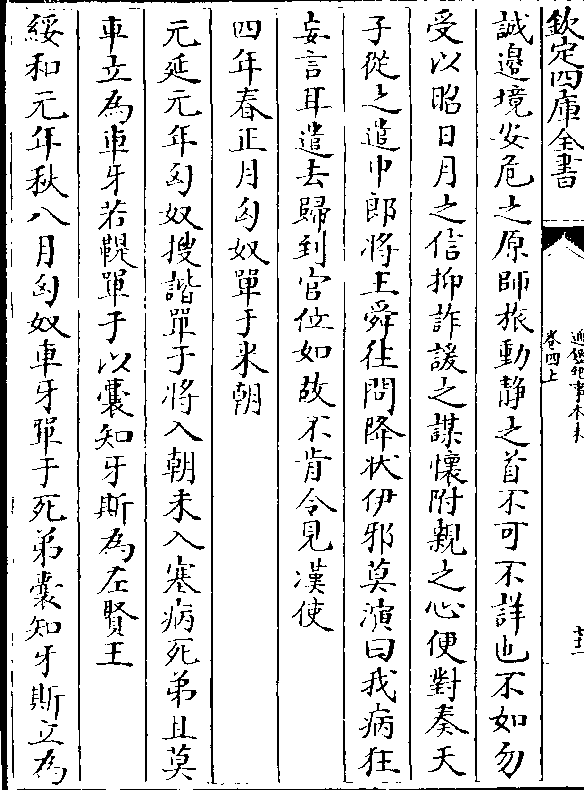 欽定四庫全書
通鑑紀事本末
卷四上
誠邊境安危之原師旅動静之首不可不詳也不如勿
受以昭日月之信抑詐諼之謀懷附親之心便對奏天
子從之遣中郎將王舜往問降狀伊邪莫演曰我病狂
妄言耳遣去歸到官位如故不肯令見漢使
四年春正月匈奴單于來朝
元延元年匈奴搜諧單于將入朝未入塞病死弟且莫
車立為車牙若鞮單于以囊知牙斯為左賢王
綏和元年秋八月匈奴車牙單于死弟囊知牙斯立為